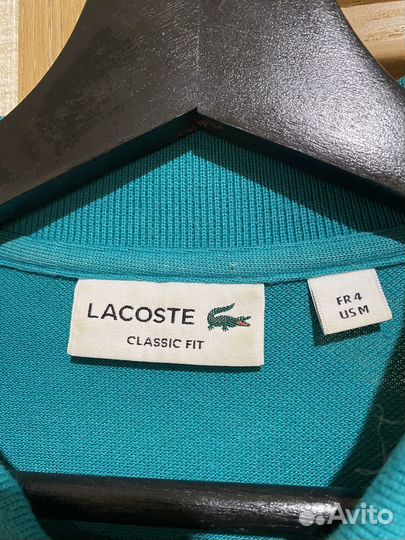 LACOSTE
CLASSIC FIT
FR 4
US M
Avito